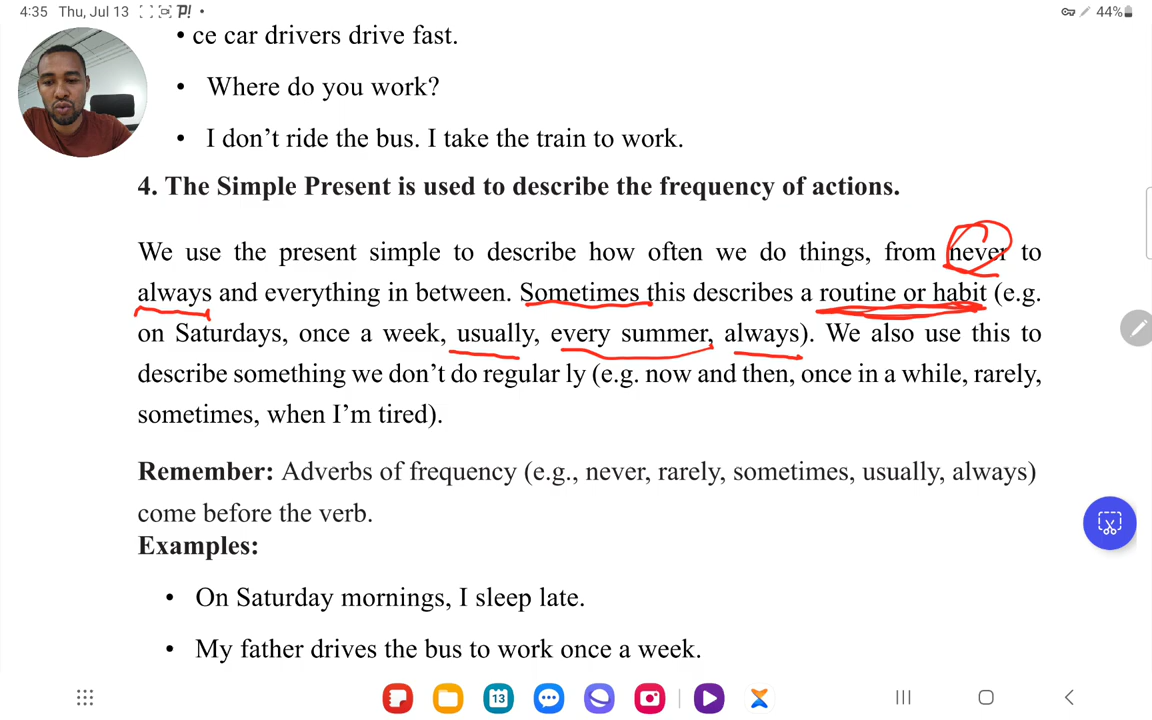 4:35 Thu, Jul 13 P! •
44%
• ce car drivers drive fast.
• Where do you work?
• I don't ride the bus. I take the train to work.
4. The Simple Present is used to describe the frequency of actions.
We use the present simple to describe how often we do things, from never to
always and everything in between. Sometimes this describes a routine or habit (e.g.
on Saturdays, once a week, usually, every summer, always). We also use this to
describe something we don't do regular ly (e.g. now and then, once in a while, rarely,
sometimes, when I'm tired).
Remember: Adverbs of frequency (e.g., never, rarely, sometimes, usually, always)
come before the verb.
Examples:
• On Saturday mornings, I sleep late.
• My father drives the bus to work once a week.
13